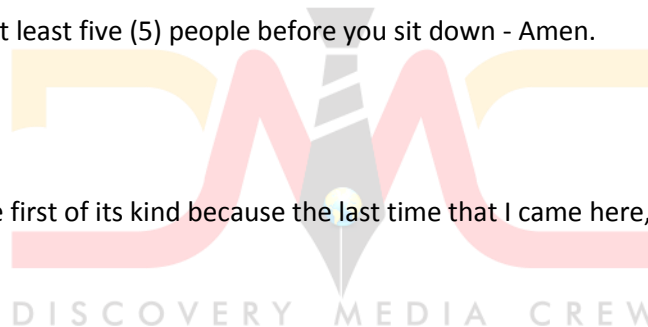 t least five (5) people before you sit down - Amen.
e first of its kind because the last time that I came here,
DISCOVERY MEDIA CREW